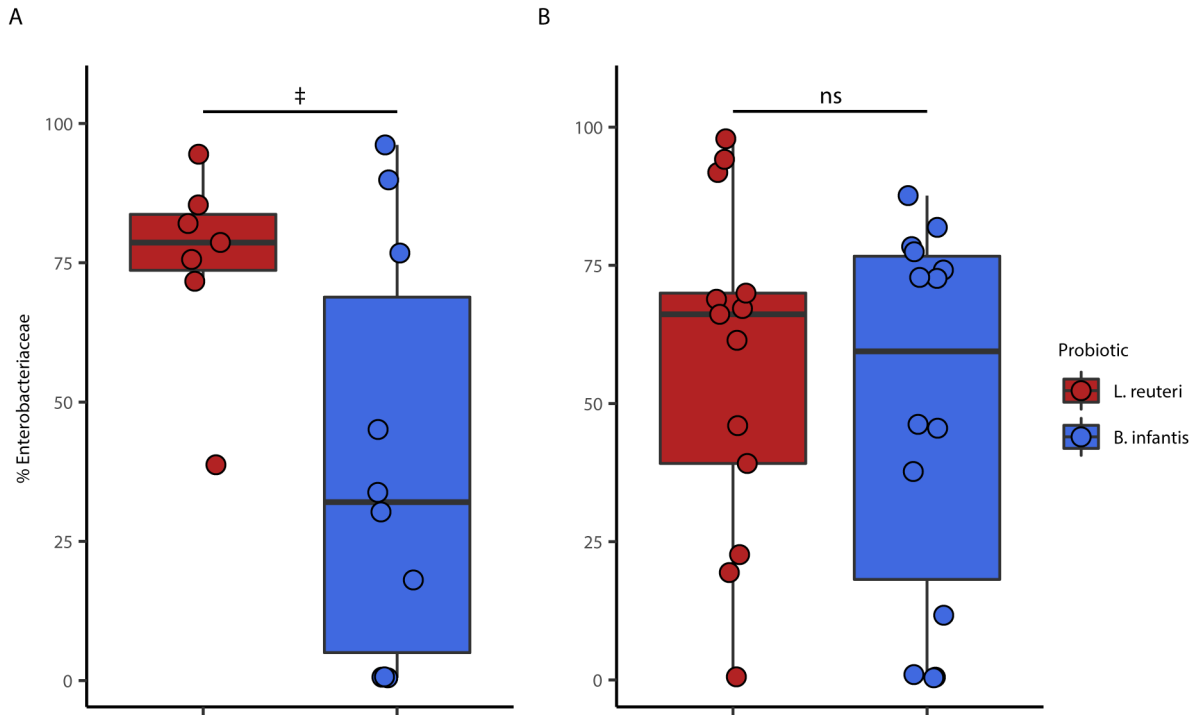 A
B
‡
ns
100
75
50
25
0
% Enterobacteriaceae
100
75
50
25
0
Probiotic
L. reuteri
B. infantis